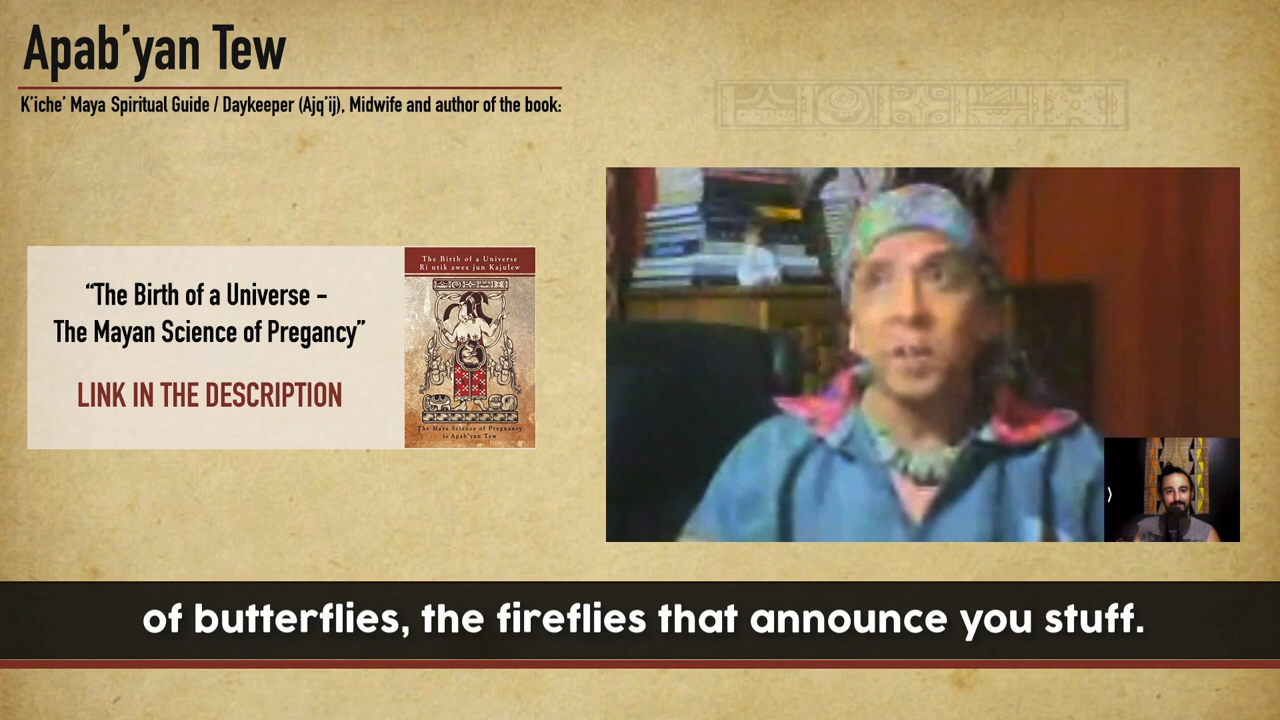 Apab’yan Tew
K’iche’ Maya Spiritual Guide / Daykeeper (Ajq’ij), Midwife and author of the book:
“The Birth of a Universe –
The Mayan Science of Pregancy”
LINK IN THE DESCRIPTION
The Birth of a Universe
Ri utik awex jun Kajulew
The Maya Science of Pregnancy
by Apab'yan Tew
of butterflies, the fireflies that announce you stuff.